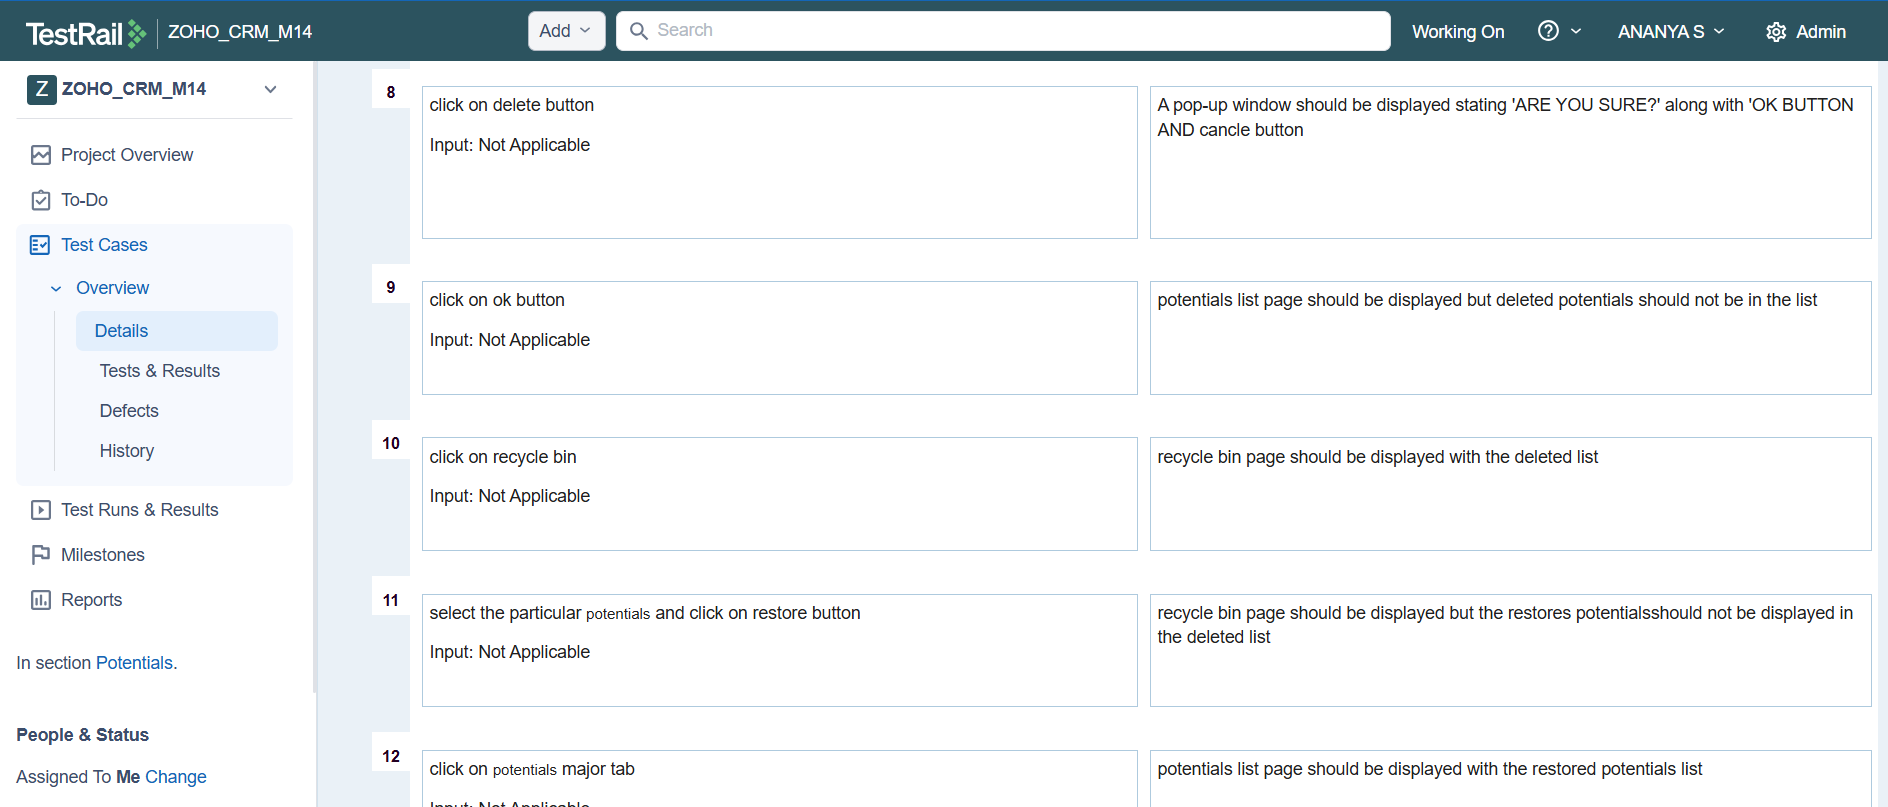 TestRail ZOHO_CRM_M14 Add Search Working On ANANYA S Admin
Z ZOHO_CRM_M14
Project Overview
To-Do
Test Cases
Overview
Details
Tests & Results
Defects
History
Test Runs & Results
Milestones
Reports
In section Potentials.
People & Status
Assigned To Me Change
8
click on delete button
Input: Not Applicable
A pop-up window should be displayed stating 'ARE YOU SURE?' along with 'OK BUTTON
AND cancle button
9
click on ok button
Input: Not Applicable
potentials list page should be displayed but deleted potentials should not be in the list
10
click on recycle bin
Input: Not Applicable
recycle bin page should be displayed with the deleted list
11
select the particular potentials and click on restore button
Input: Not Applicable
recycle bin page should be displayed but the restores potentialsshould not be displayed in
the deleted list
12
click on potentials major tab
Input: Not Applicable
potentials list page should be displayed with the restored potentials list